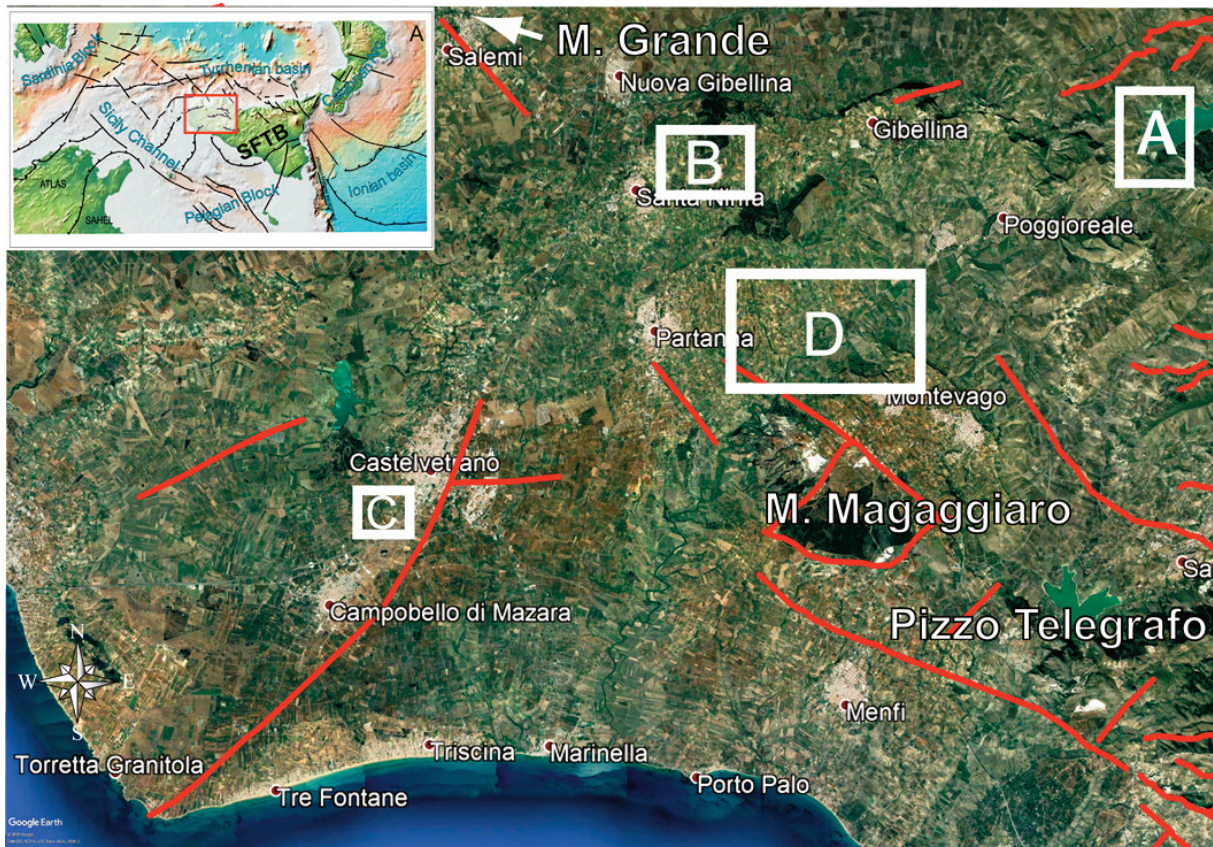 A
Sardinia Block
Tyrrhenian basin
Sicily Channel
SFTB
Ionian basin
ATLAS
Pelagian Block
SAHEL
M. Grande
Salemi
Nuova Gibellina
Gibellina
A
B
Santa Ninfa
Poggioreale
D
Partanna
Montevago
Castelvetrano
C
M. Magaggiaro
Sa
Campobello di Mazara
Pizzo Telegrafo
N
W
E
S
Menfi
Torretta Granitola
Triscina
Marinella
Tre Fontane
Porto Palo
Google Earth